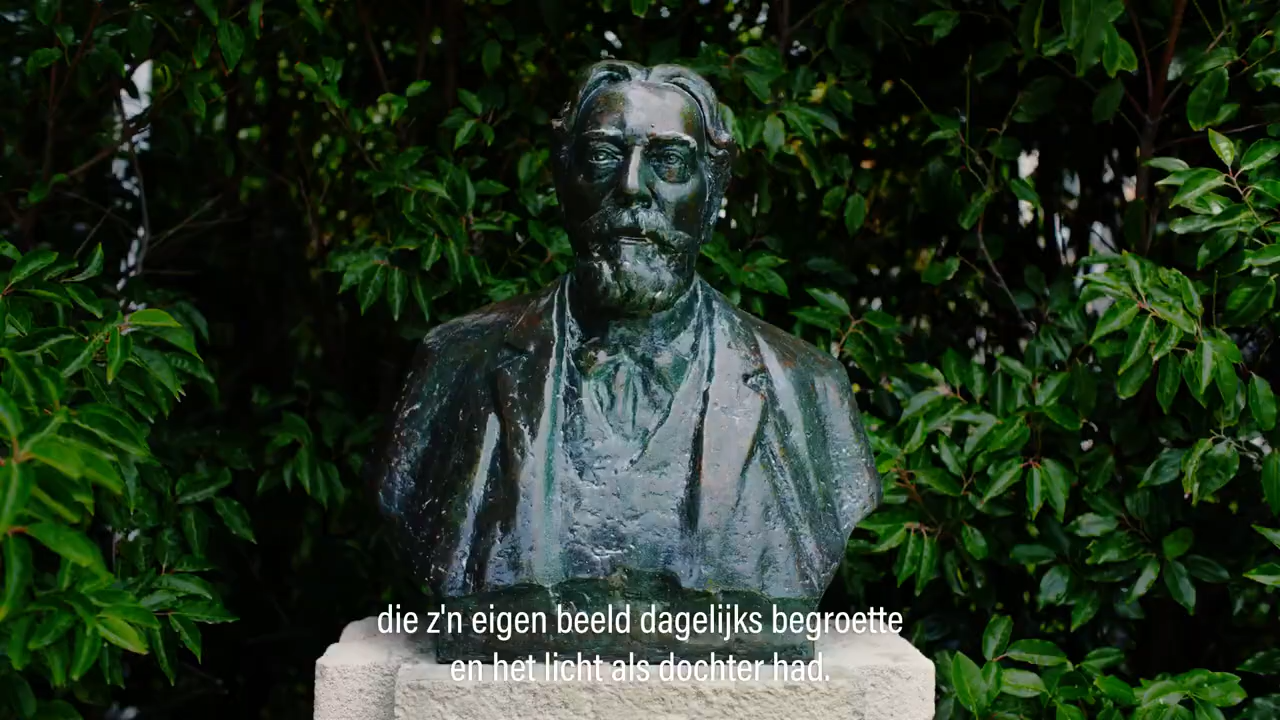 die z'n eigen beeld dagelijks begroette
en het licht als dochter had.